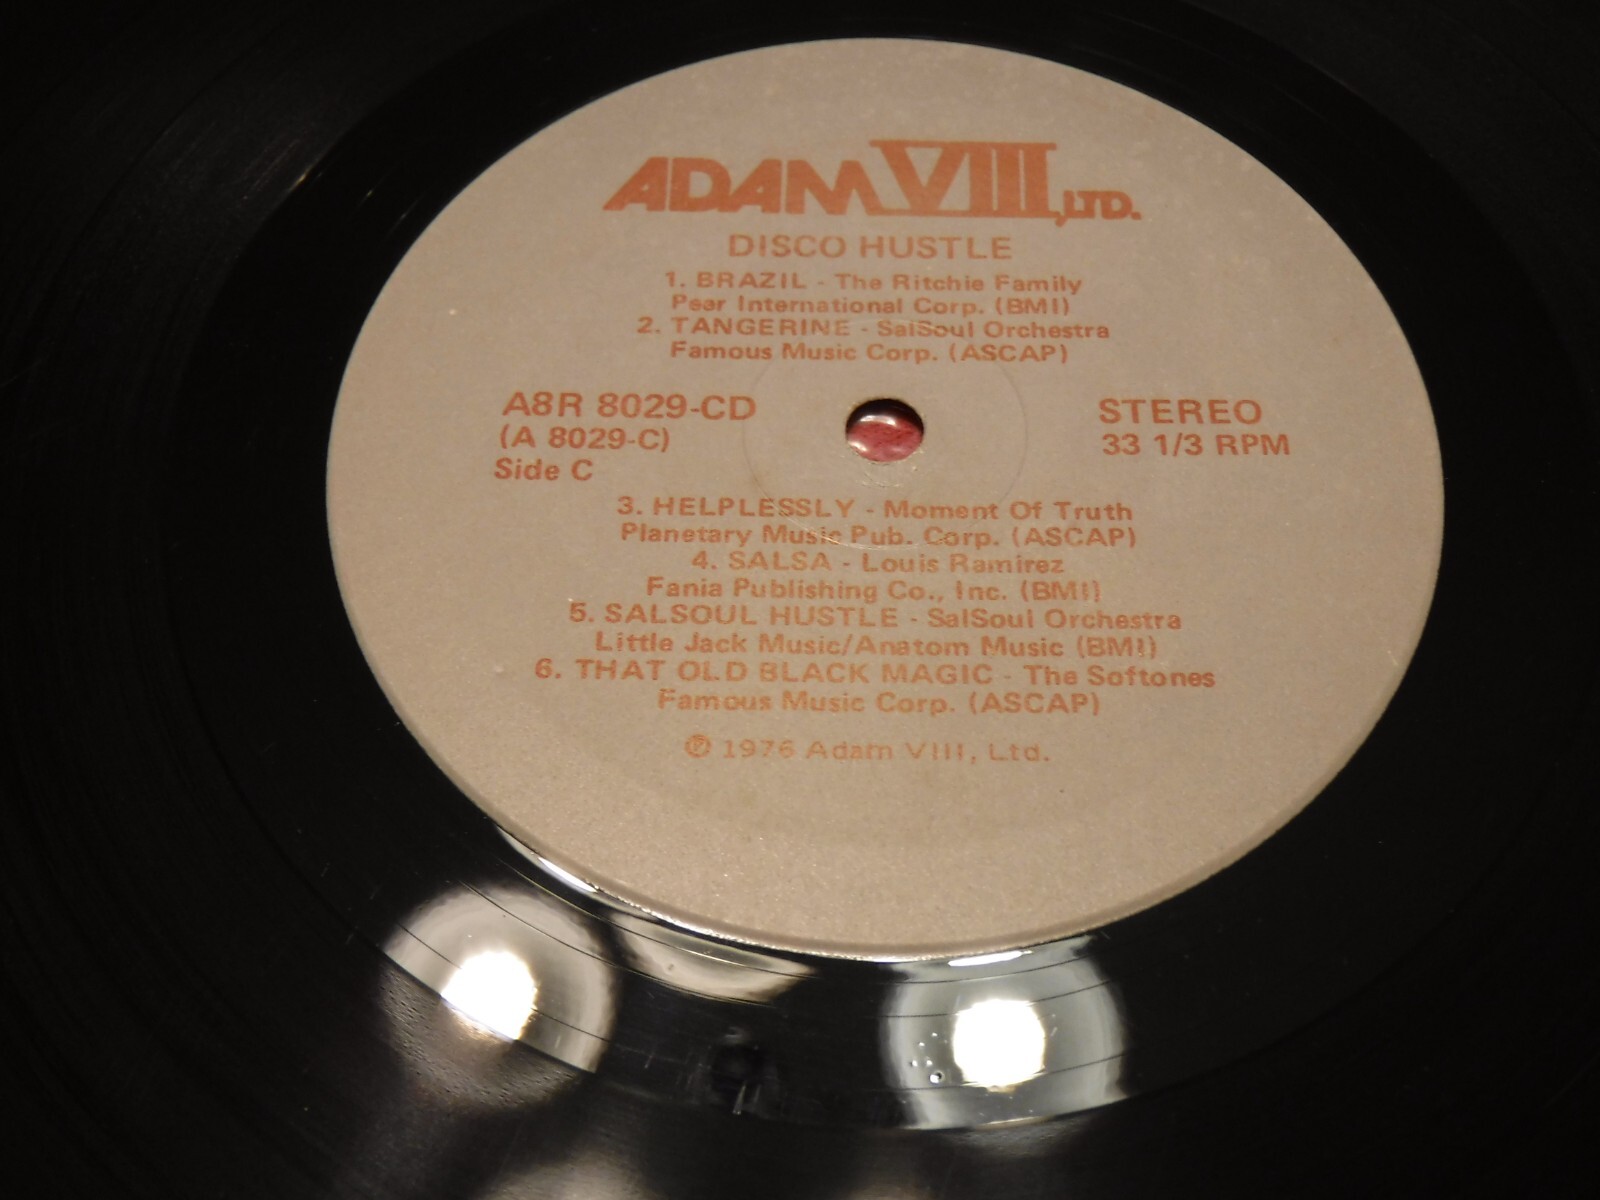 ADAM VIII, LTD.
DISCO HUSTLE
1. BRAZIL - The Ritchie Family
Peer International Corp. (BMI)
2. TANGERINE - SalSoul Orchestra
Famous Music Corp. (ASCAP)
A8R 8029-CD
(A 8029-C)
Side C
STEREO
33 1/3 RPM
3. HELPLESSLY - Moment Of Truth
Planetary Music Pub. Corp. (ASCAP)
4. SALSA - Louis Ramirez
Fania Publishing Co., Inc. (BMI)
5. SALSOUL HUSTLE - SalSoul Orchestra
Little Jack Music/Anatom Music (BMI)
6. THAT OLD BLACK MAGIC - The Softones
Famous Music Corp. (ASCAP)
℗ 1976 Adam VIII, Ltd.